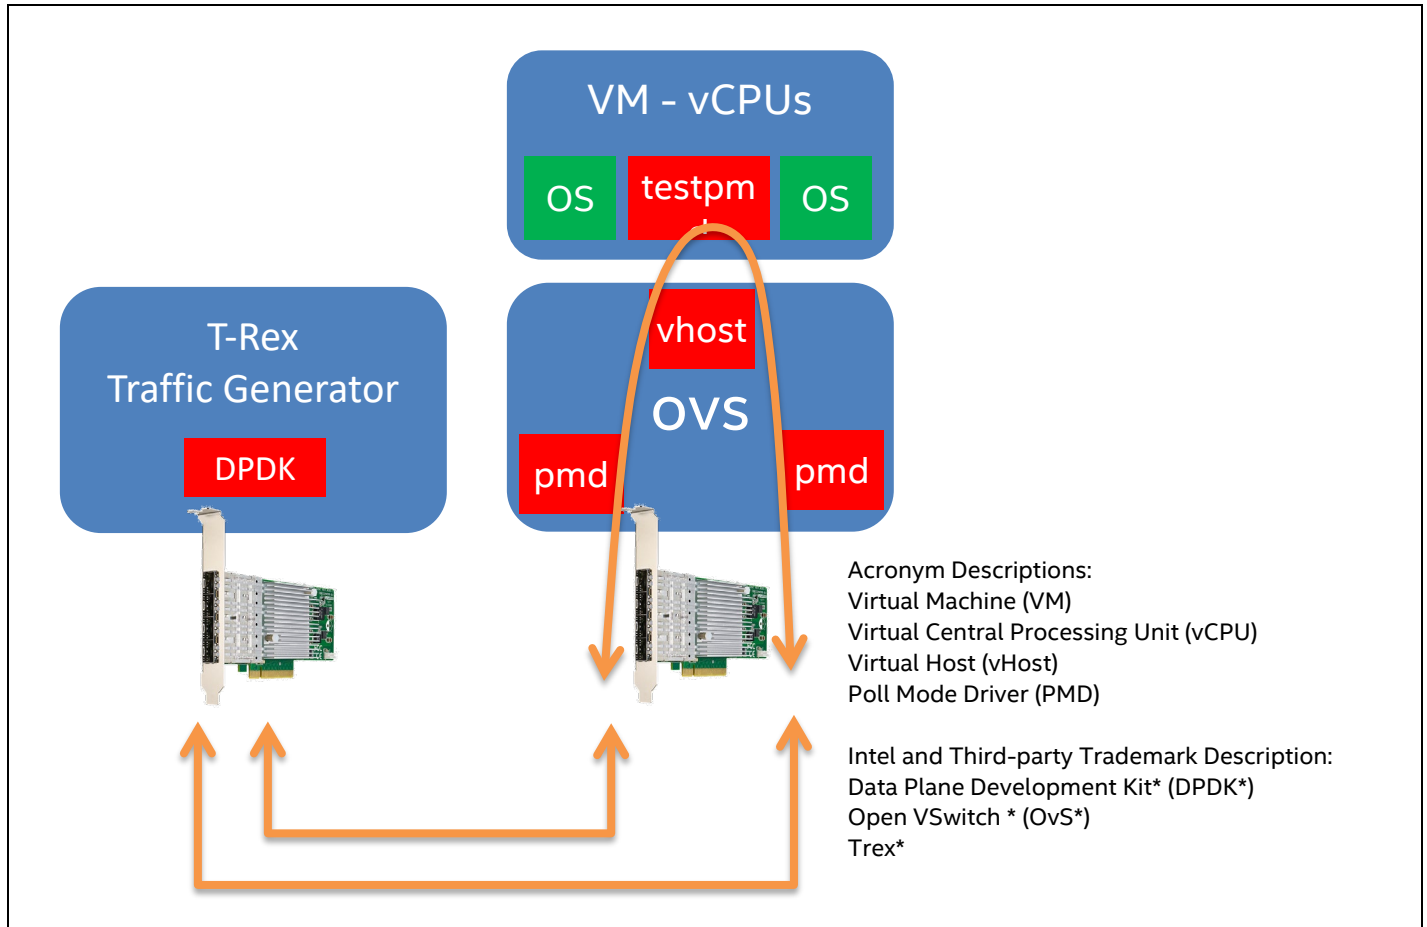 VM - vCPUs
OS
testpm
OS
T-Rex
Traffic Generator
DPDK
vhost
ovs
pmd
pmd
Acronym Descriptions:
Virtual Machine (VM)
Virtual Central Processing Unit (vCPU)
Virtual Host (vHost)
Poll Mode Driver (PMD)
Intel and Third-party Trademark Description:
Data Plane Development Kit* (DPDK*)
Open VSwitch * (OvS*)
Trex*